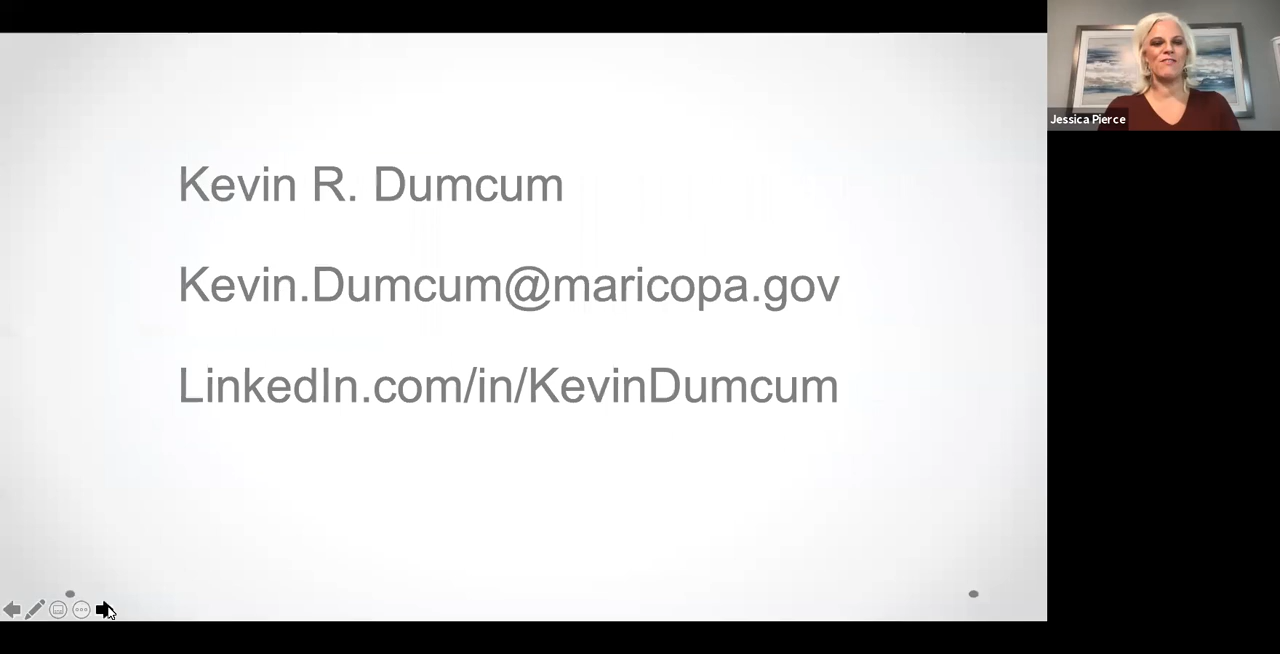 Kevin R. Dumcum
Kevin.Dumcum@maricopa.gov
LinkedIn.com/in/KevinDumcum
Jessica Pierce